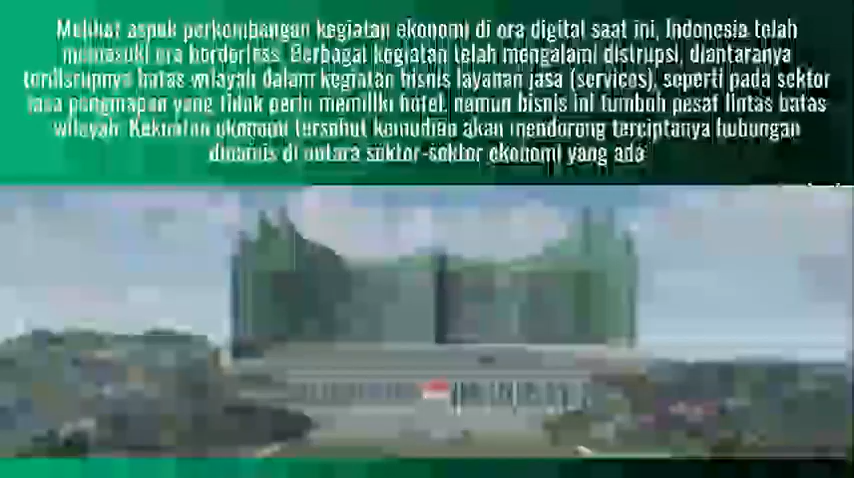 Melihat aspek perkembangan kegiatan ekonomi di era digital saat ini, Indonesia telah
memasuki era borderless. Berbagai kegiatan telah mengalami distrupsi, diantaranya
terdisrupnya batas wilayah dalam kegiatan bisnis layanan jasa (services), seperti pada sektor
jasa penginapan yang tidak perlu memiliki hotel, namun bisnis ini tumbuh pesat lintas batas
wilayah. Kekuatan ekonomi tersebut kemudian akan mendorong terciptanya hubungan
dinamis di antara sektor-sektor ekonomi yang ada